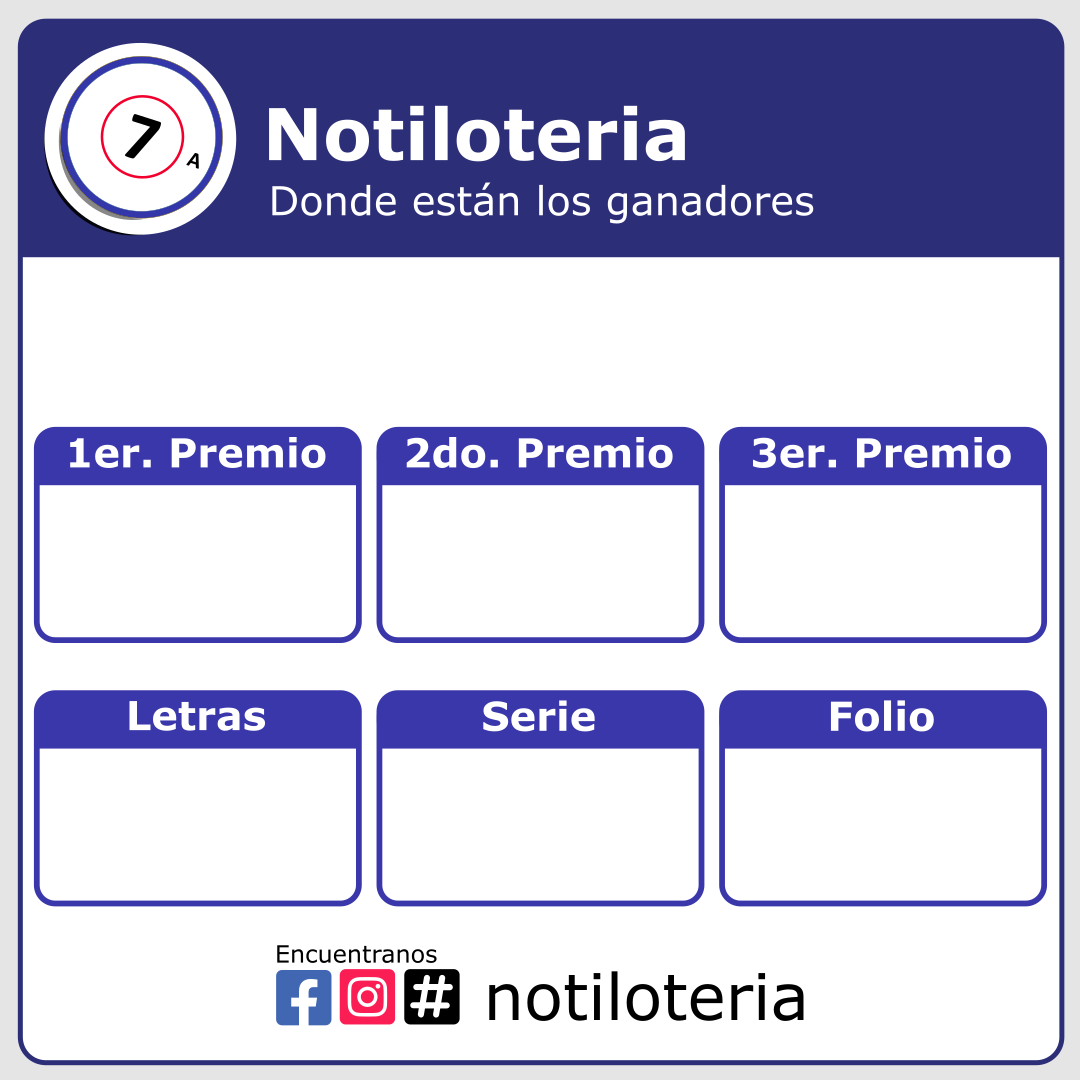 7
A
Notiloteria
Donde están los ganadores
1er. Premio
2do. Premio
3er. Premio
Letras
Serie
Folio
Encuentranos
# notiloteria